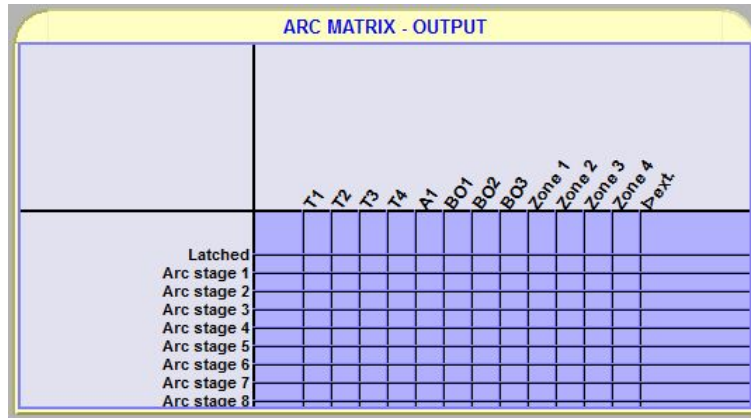 ARC MATRIX - OUTPUT
T1 T2 T3 T4 A1 BO1 BO2 BO3 Zone 1 Zone 2 Zone 3 Zone 4 I>ext.
Latched
Arc stage 1
Arc stage 2
Arc stage 3
Arc stage 4
Arc stage 5
Arc stage 6
Arc stage 7
Arc stage 8